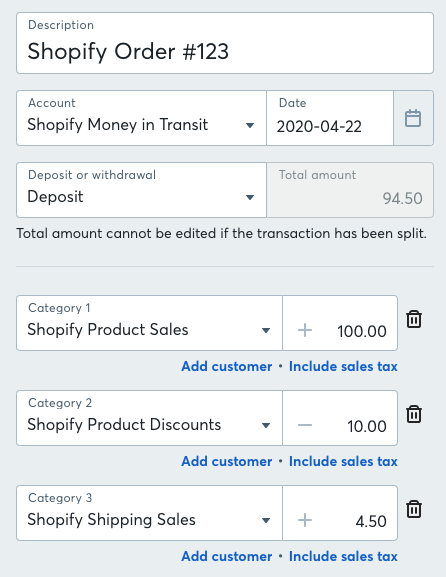 Description
Shopify Order #123
Account
Shopify Money in Transit
Date
2020-04-22
Deposit or withdrawal
Deposit
Total amount
94.50
Total amount cannot be edited if the transaction has been split.
Category 1
Shopify Product Sales
+ 100.00
Add customer • Include sales tax
Category 2
Shopify Product Discounts
− 10.00
Add customer • Include sales tax
Category 3
Shopify Shipping Sales
+ 4.50
Add customer • Include sales tax